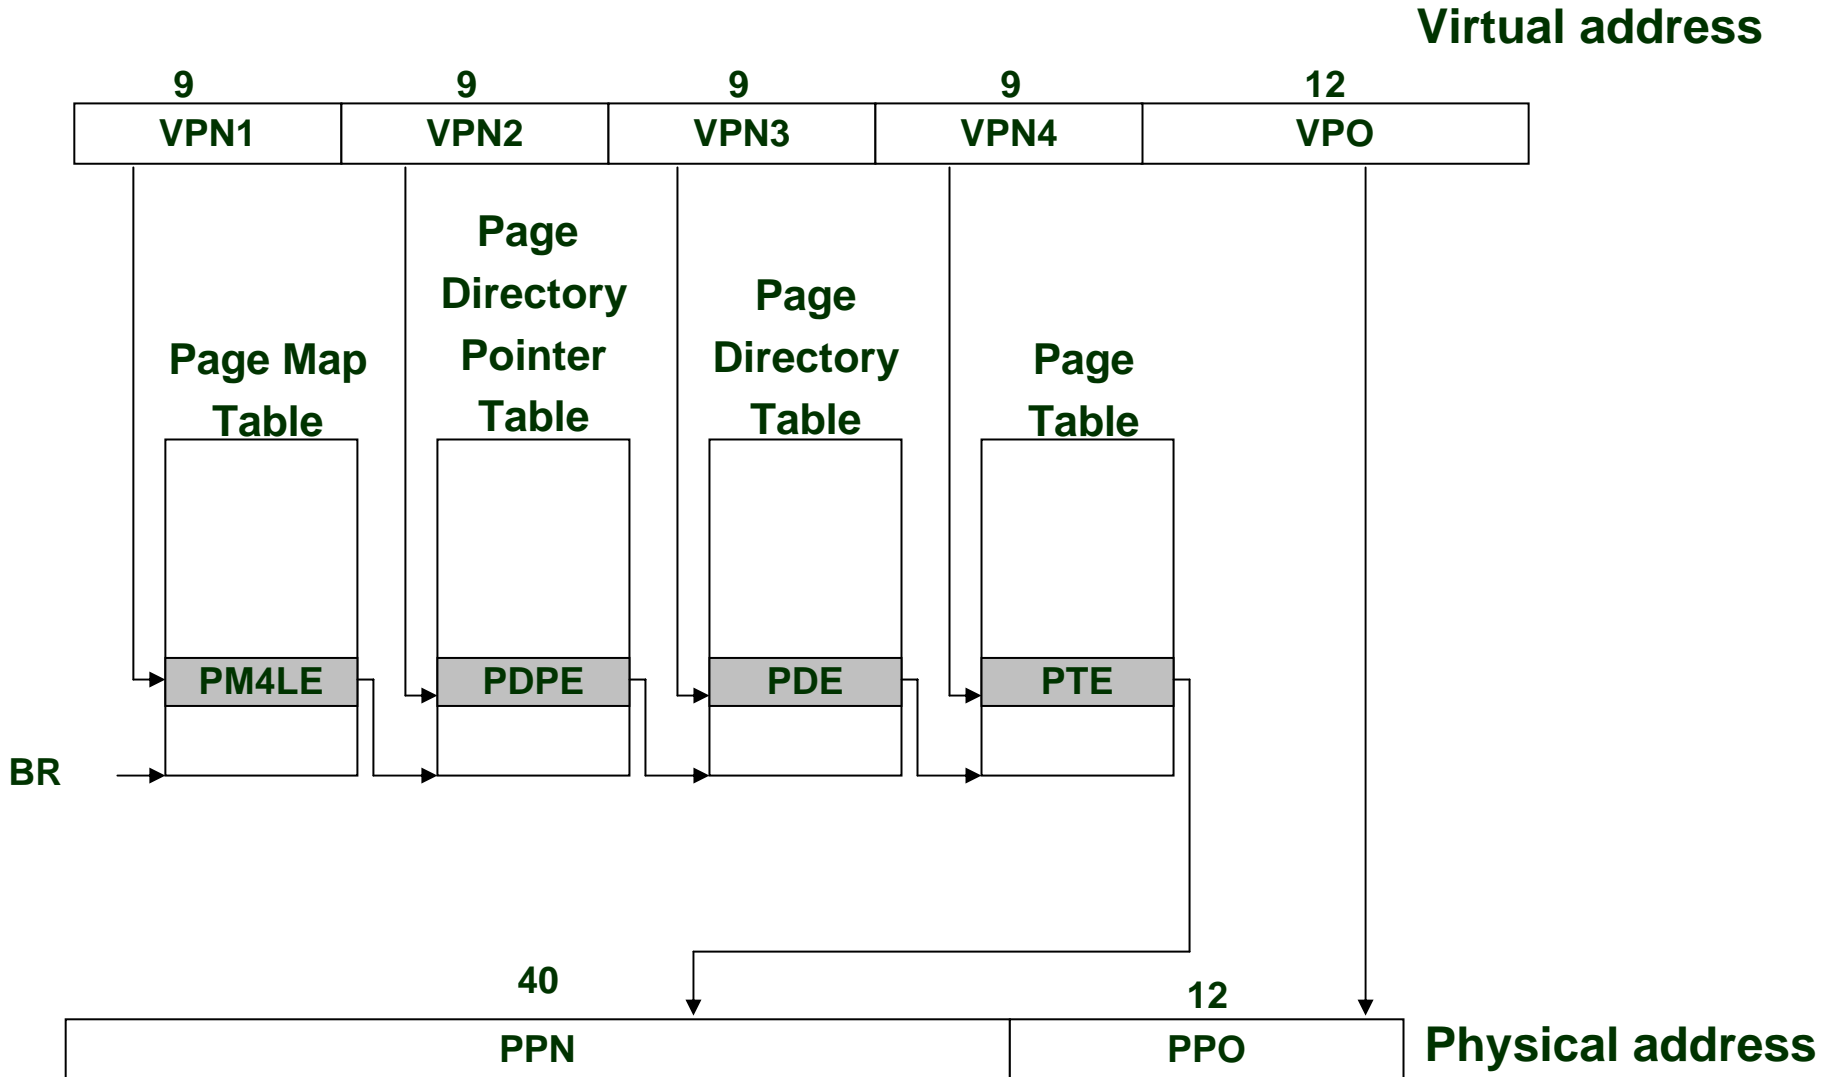 Virtual address
9 9 9 9 12
VPN1 VPN2 VPN3 VPN4 VPO
Page Map
Table
Page
Directory
Pointer
Table
Page
Directory
Table
Page
Table
PM4LE PDPE PDE PTE
BR
40 12
PPN PPO Physical address